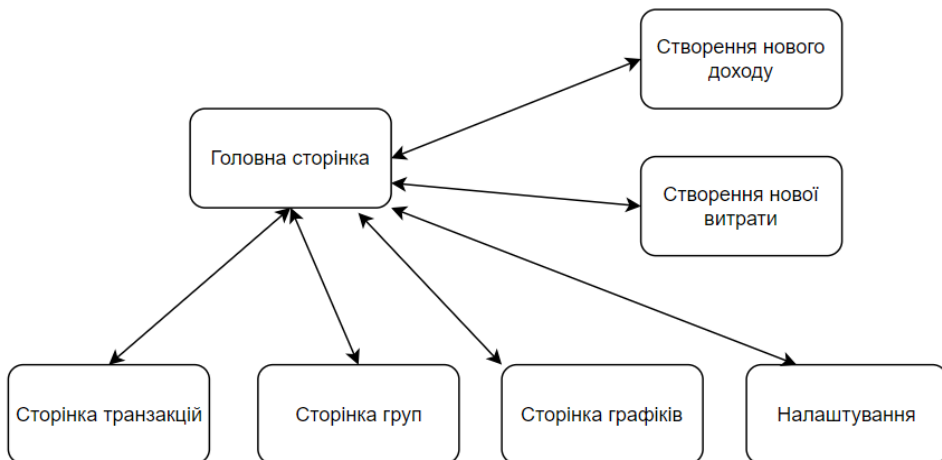 Створення нового
доходу
Головна сторінка
Створення нової
витрати
Сторінка транзакцій
Сторінка груп
Сторінка графіків
Налаштування